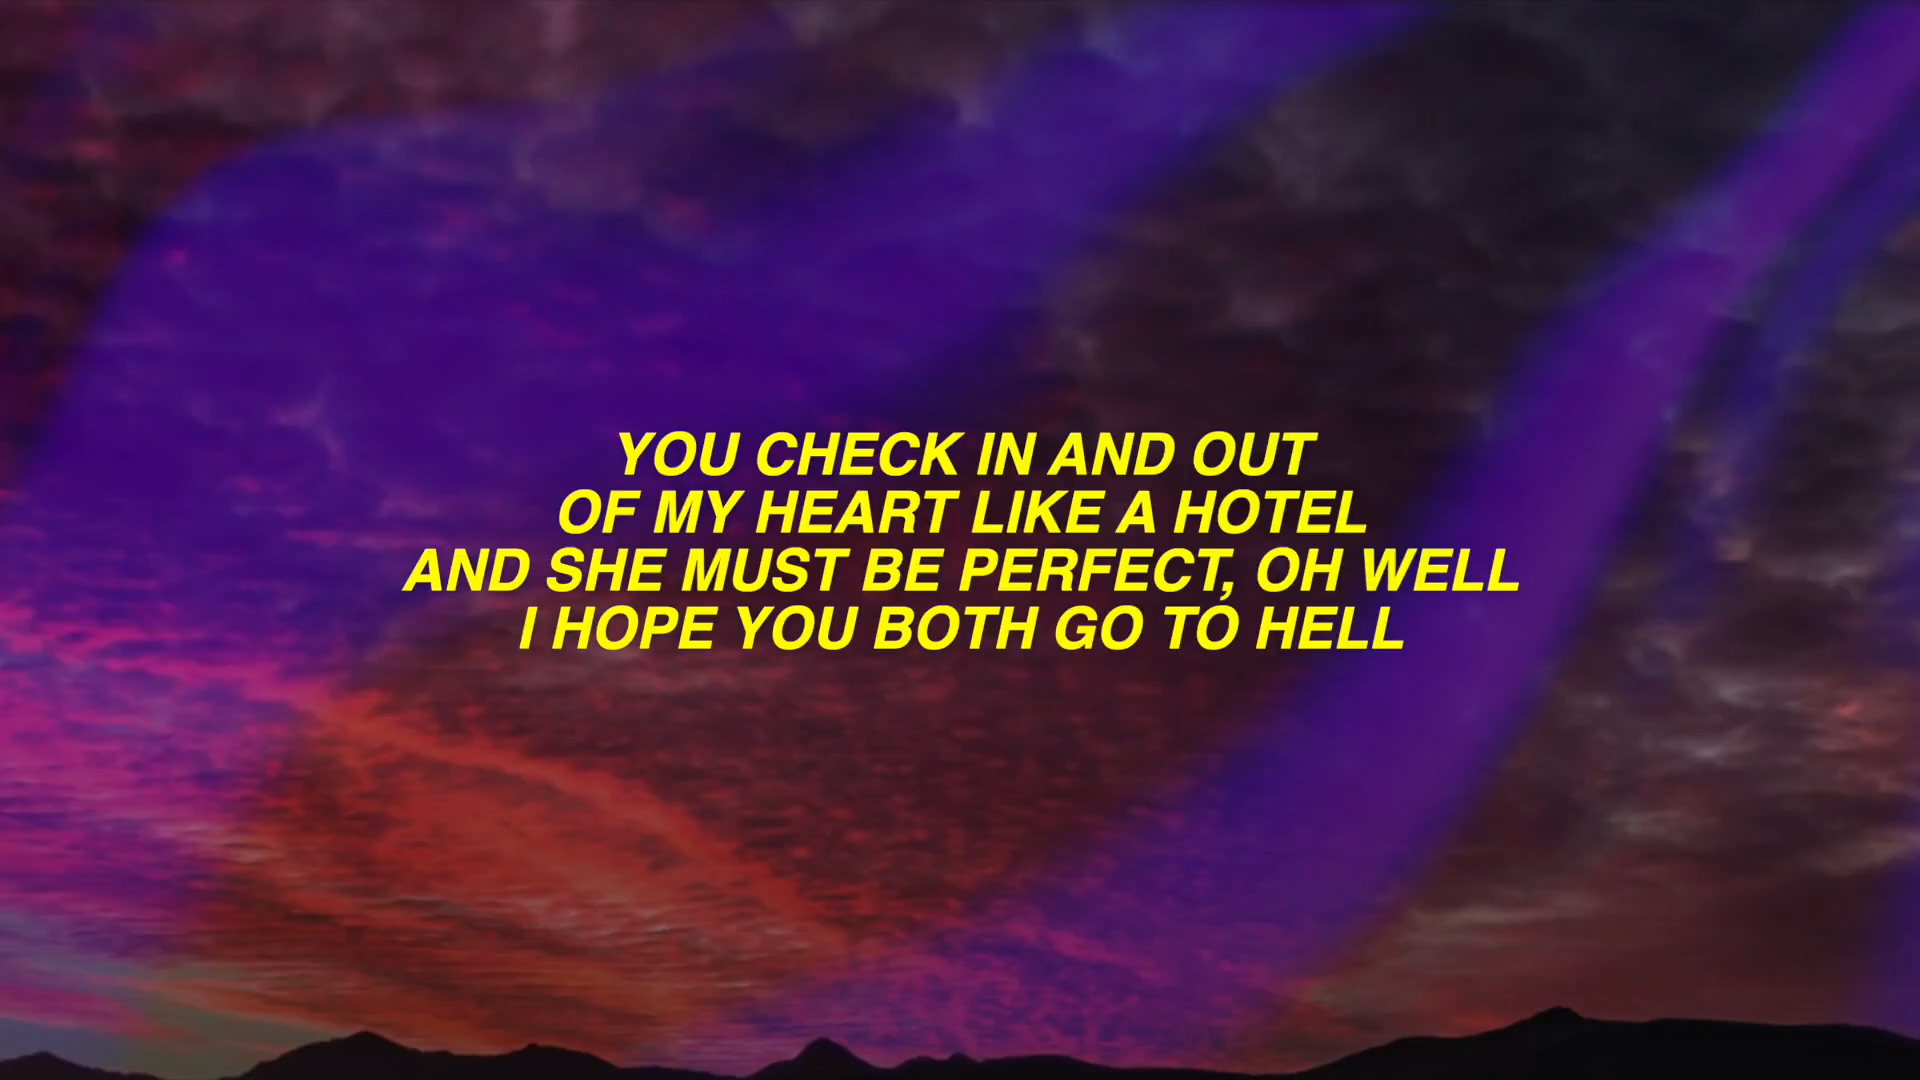 YOU CHECK IN AND OUT
OF MY HEART LIKE A HOTEL
AND SHE MUST BE PERFECT, OH WELL
I HOPE YOU BOTH GO TO HELL